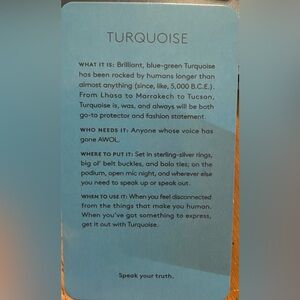 TURQUOISE
WHAT IT IS: Brilliant, blue-green Turquoise
has been rocked by humans longer than
almost anything (since, like, 5,000 B.C.E.).
From Lhasa to Marrakech to Tucson,
Turquoise is, was, and always will be both
go-to protector and fashion statement.
WHO NEEDS IT: Anyone whose voice has
gone AWOL.
WHERE TO PUT IT: Set in sterling-silver rings,
big ol' belt buckles, and bolo ties; on the
podium, open mic night, and wherever else
you need to speak up or speak out.
WHEN TO USE IT: When you feel disconnected
from the things that make you human.
When you've got something to express,
get it out with Turquoise.
Speak your truth.